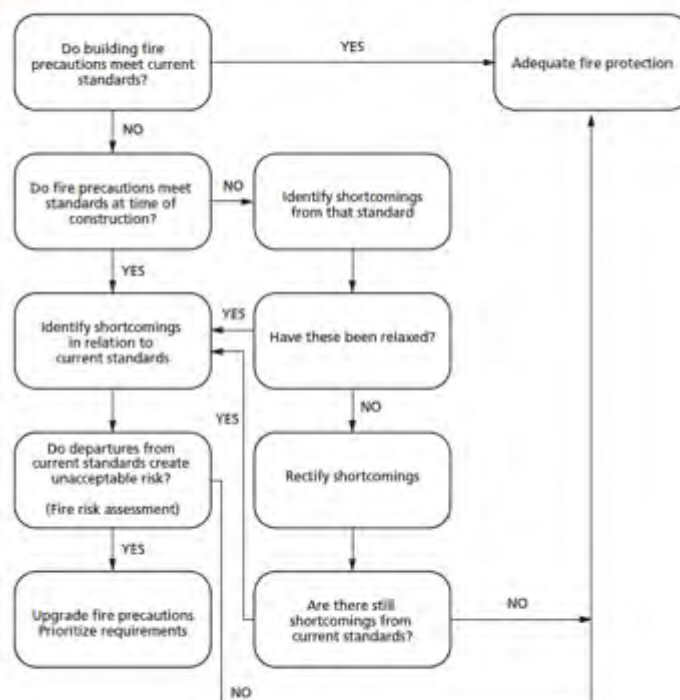 Do building fire
precautions meet current
standards?
YES
Adequate fire protection
NO
Do fire precautions meet
standards at time of
construction?
NO
Identify shortcomings
from that standard
YES
Identify shortcomings
in relation to
current standards
YES
Have these been relaxed?
YES
NO
Do departures from
current standards create
unacceptable risk?
(Fire risk assessment)
Rectify shortcomings
YES
Upgrade fire precautions
Prioritize requirements
Are there still
shortcomings from
current standards?
NO
NO